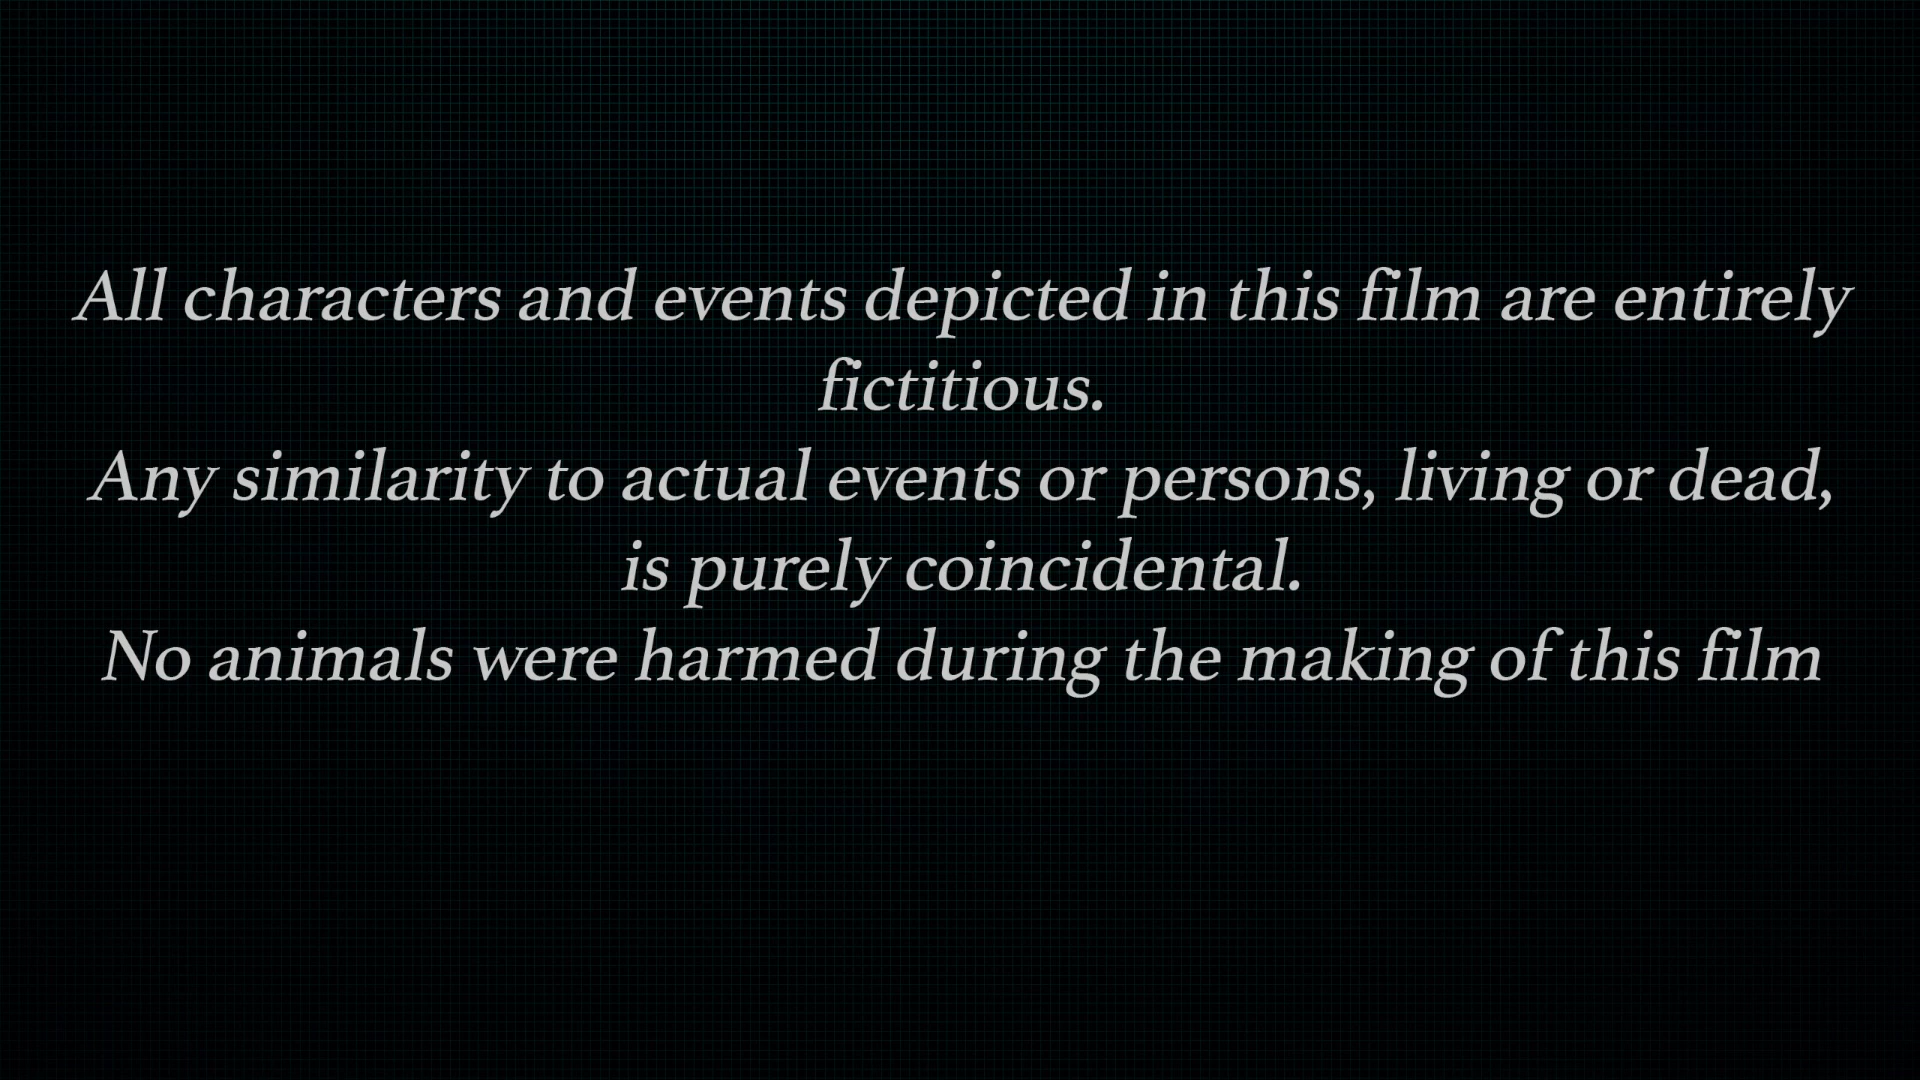 All characters and events depicted in this film are entirely
fictitious.
Any similarity to actual events or persons, living or dead,
is purely coincidental.
No animals were harmed during the making of this film